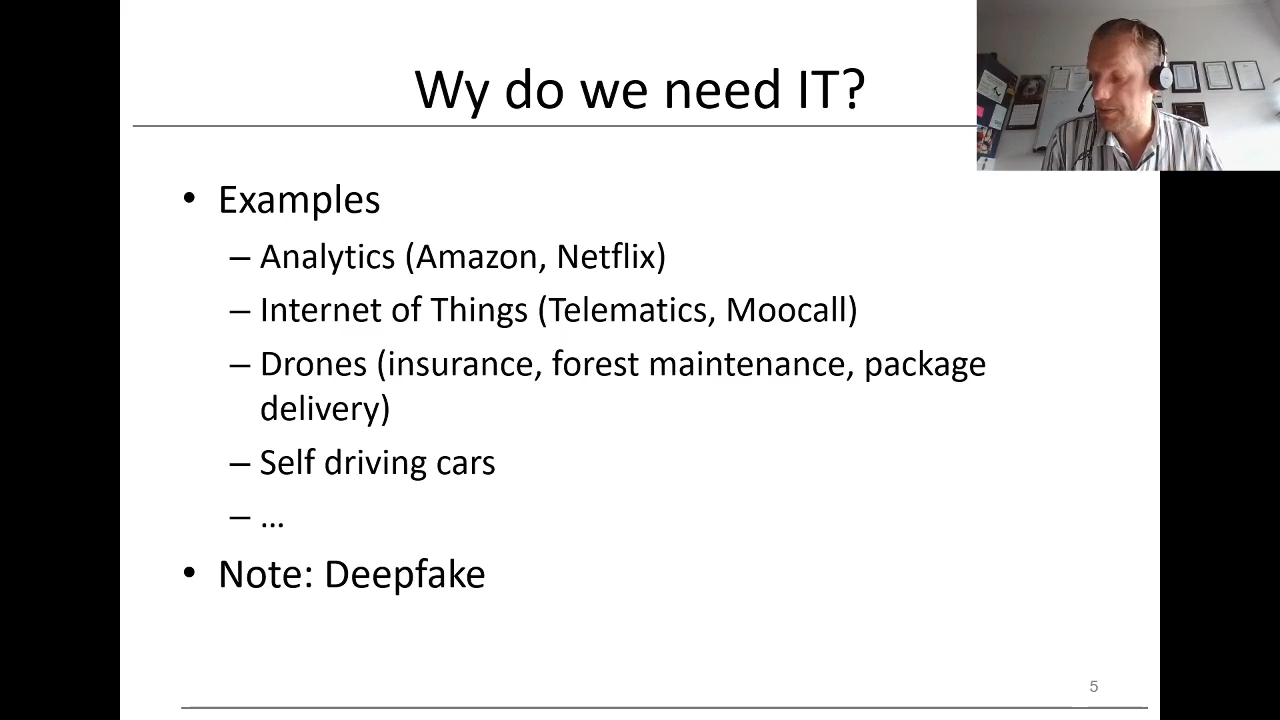 Wy do we need IT?
• Examples
– Analytics (Amazon, Netflix)
– Internet of Things (Telematics, Moocall)
– Drones (insurance, forest maintenance, package
delivery)
– Self driving cars
– ...
• Note: Deepfake
5